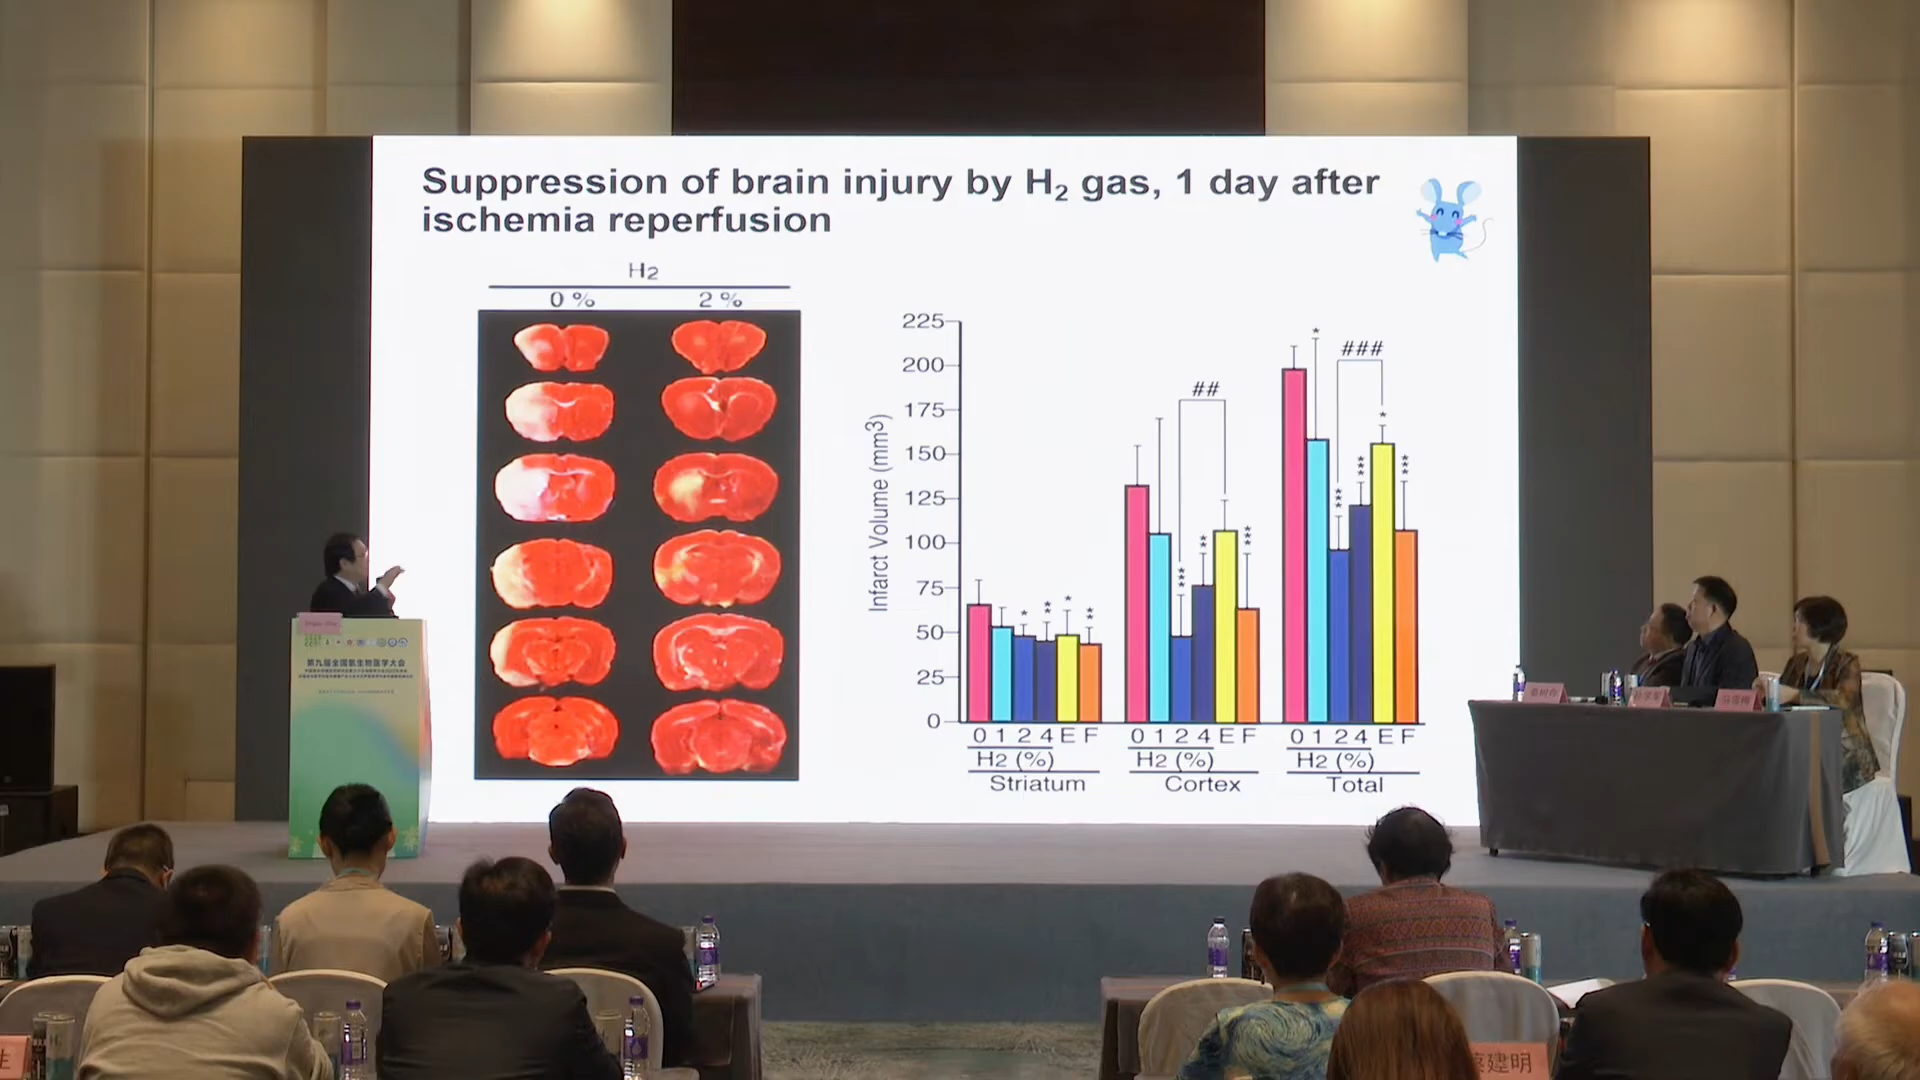 Suppression of brain injury by H2 gas, 1 day after
ischemia reperfusion
H2
0 % 2 %
Infarct Volume (mm3)
225
200
175
150
125
100
75
50
25
0
*
###
##
*
***
***
***
***
**
***
*
**
*
**
0 1 2 4 E F
H2 (%)
Striatum
0 1 2 4 E F
H2 (%)
Cortex
0 1 2 4 E F
H2 (%)
Total
第九届全国氢生物医学大会
蔡建明